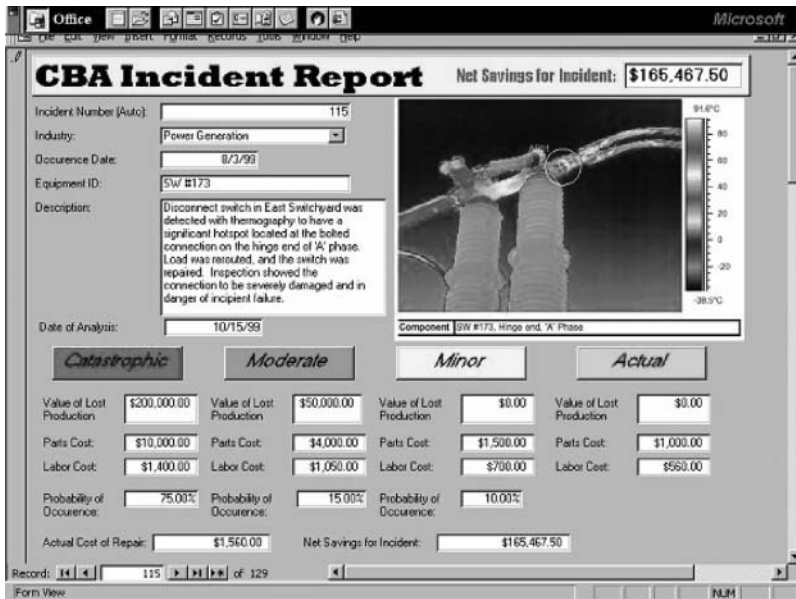 Office Microsoft
File Edit View Insert Format Records Tools Window Help
CBA Incident Report Net Savings for Incident: $165,467.50
Incident Number (Auto): 115
Industry: Power Generation
Occurence Date: 8/3/99
Equipment ID: SW #173
Description: Disconnect switch in East Switchyard was
detected with thermography to have a
significant hotspot located at the bolted
connection on the hinge end of 'A' phase.
Load was rerouted, and the switch was
repaired. Inspection showed the
connection to be severely damaged and in
danger of incipient failure.
91.6°C
80
60
40
20
0
-20
-38.5°C
Date of Analysis: 10/15/99
Component SW #173, Hinge end, 'A' Phase
Catastrophic Moderate Minor Actual
Value of Lost Production $200,000.00 Value of Lost Production $50,000.00 Value of Lost Production $0.00 Value of Lost Production $0.00
Parts Cost: $10,000.00 Parts Cost: $4,000.00 Parts Cost: $1,500.00 Parts Cost: $1,000.00
Labor Cost: $1,400.00 Labor Cost: $1,050.00 Labor Cost: $700.00 Labor Cost: $560.00
Probability of Occurence: 75.00% Probability of Occurence: 15.00% Probability of Occurence: 10.00%
Actual Cost of Repair: $1,560.00 Net Savings for Incident: $165,467.50
Record: 115 of 129
Form View NUM